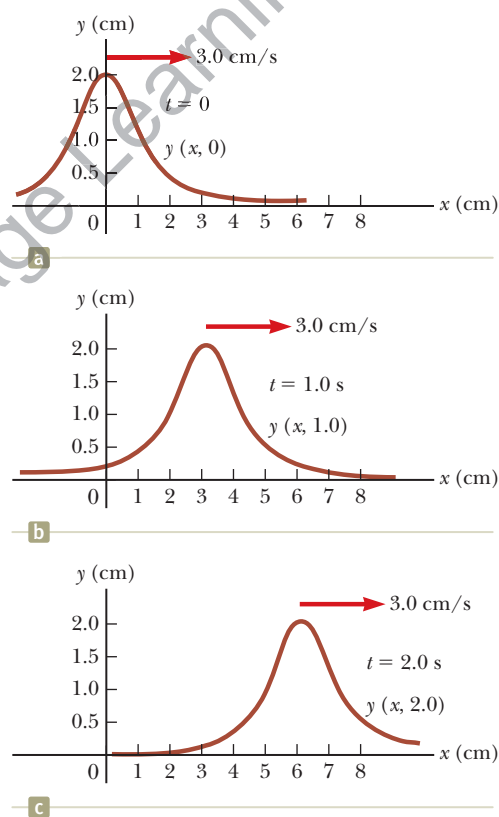 y (cm)
3.0 cm/s
2.0
t = 0
1.5
1.0
y (x, 0)
0.5
x (cm)
0 1 2 3 4 5 6 7 8
a
y (cm)
3.0 cm/s
2.0
t = 1.0 s
1.5
1.0
y (x, 1.0)
0.5
x (cm)
0 1 2 3 4 5 6 7 8
b
y (cm)
3.0 cm/s
2.0
t = 2.0 s
1.5
1.0
y (x, 2.0)
0.5
x (cm)
0 1 2 3 4 5 6 7 8
c